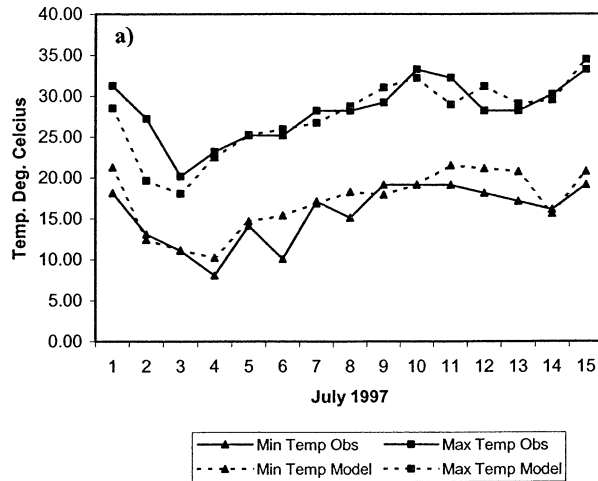 a)
40.00
35.00
30.00
25.00
20.00
15.00
10.00
5.00
0.00
Temp. Deg. Celcius
1 2 3 4 5 6 7 8 9 10 11 12 13 14 15
July 1997
Min Temp Obs Max Temp Obs
Min Temp Model Max Temp Model